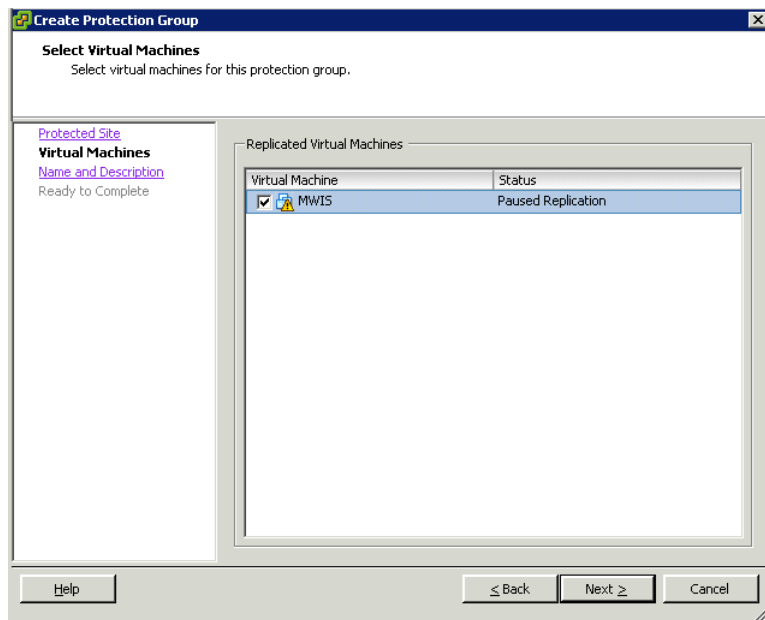 Create Protection Group
Select Virtual Machines
Select virtual machines for this protection group.
Protected Site
Virtual Machines
Name and Description
Ready to Complete
Replicated Virtual Machines
Virtual Machine Status
MWIS Paused Replication
Help
< Back
Next >
Cancel